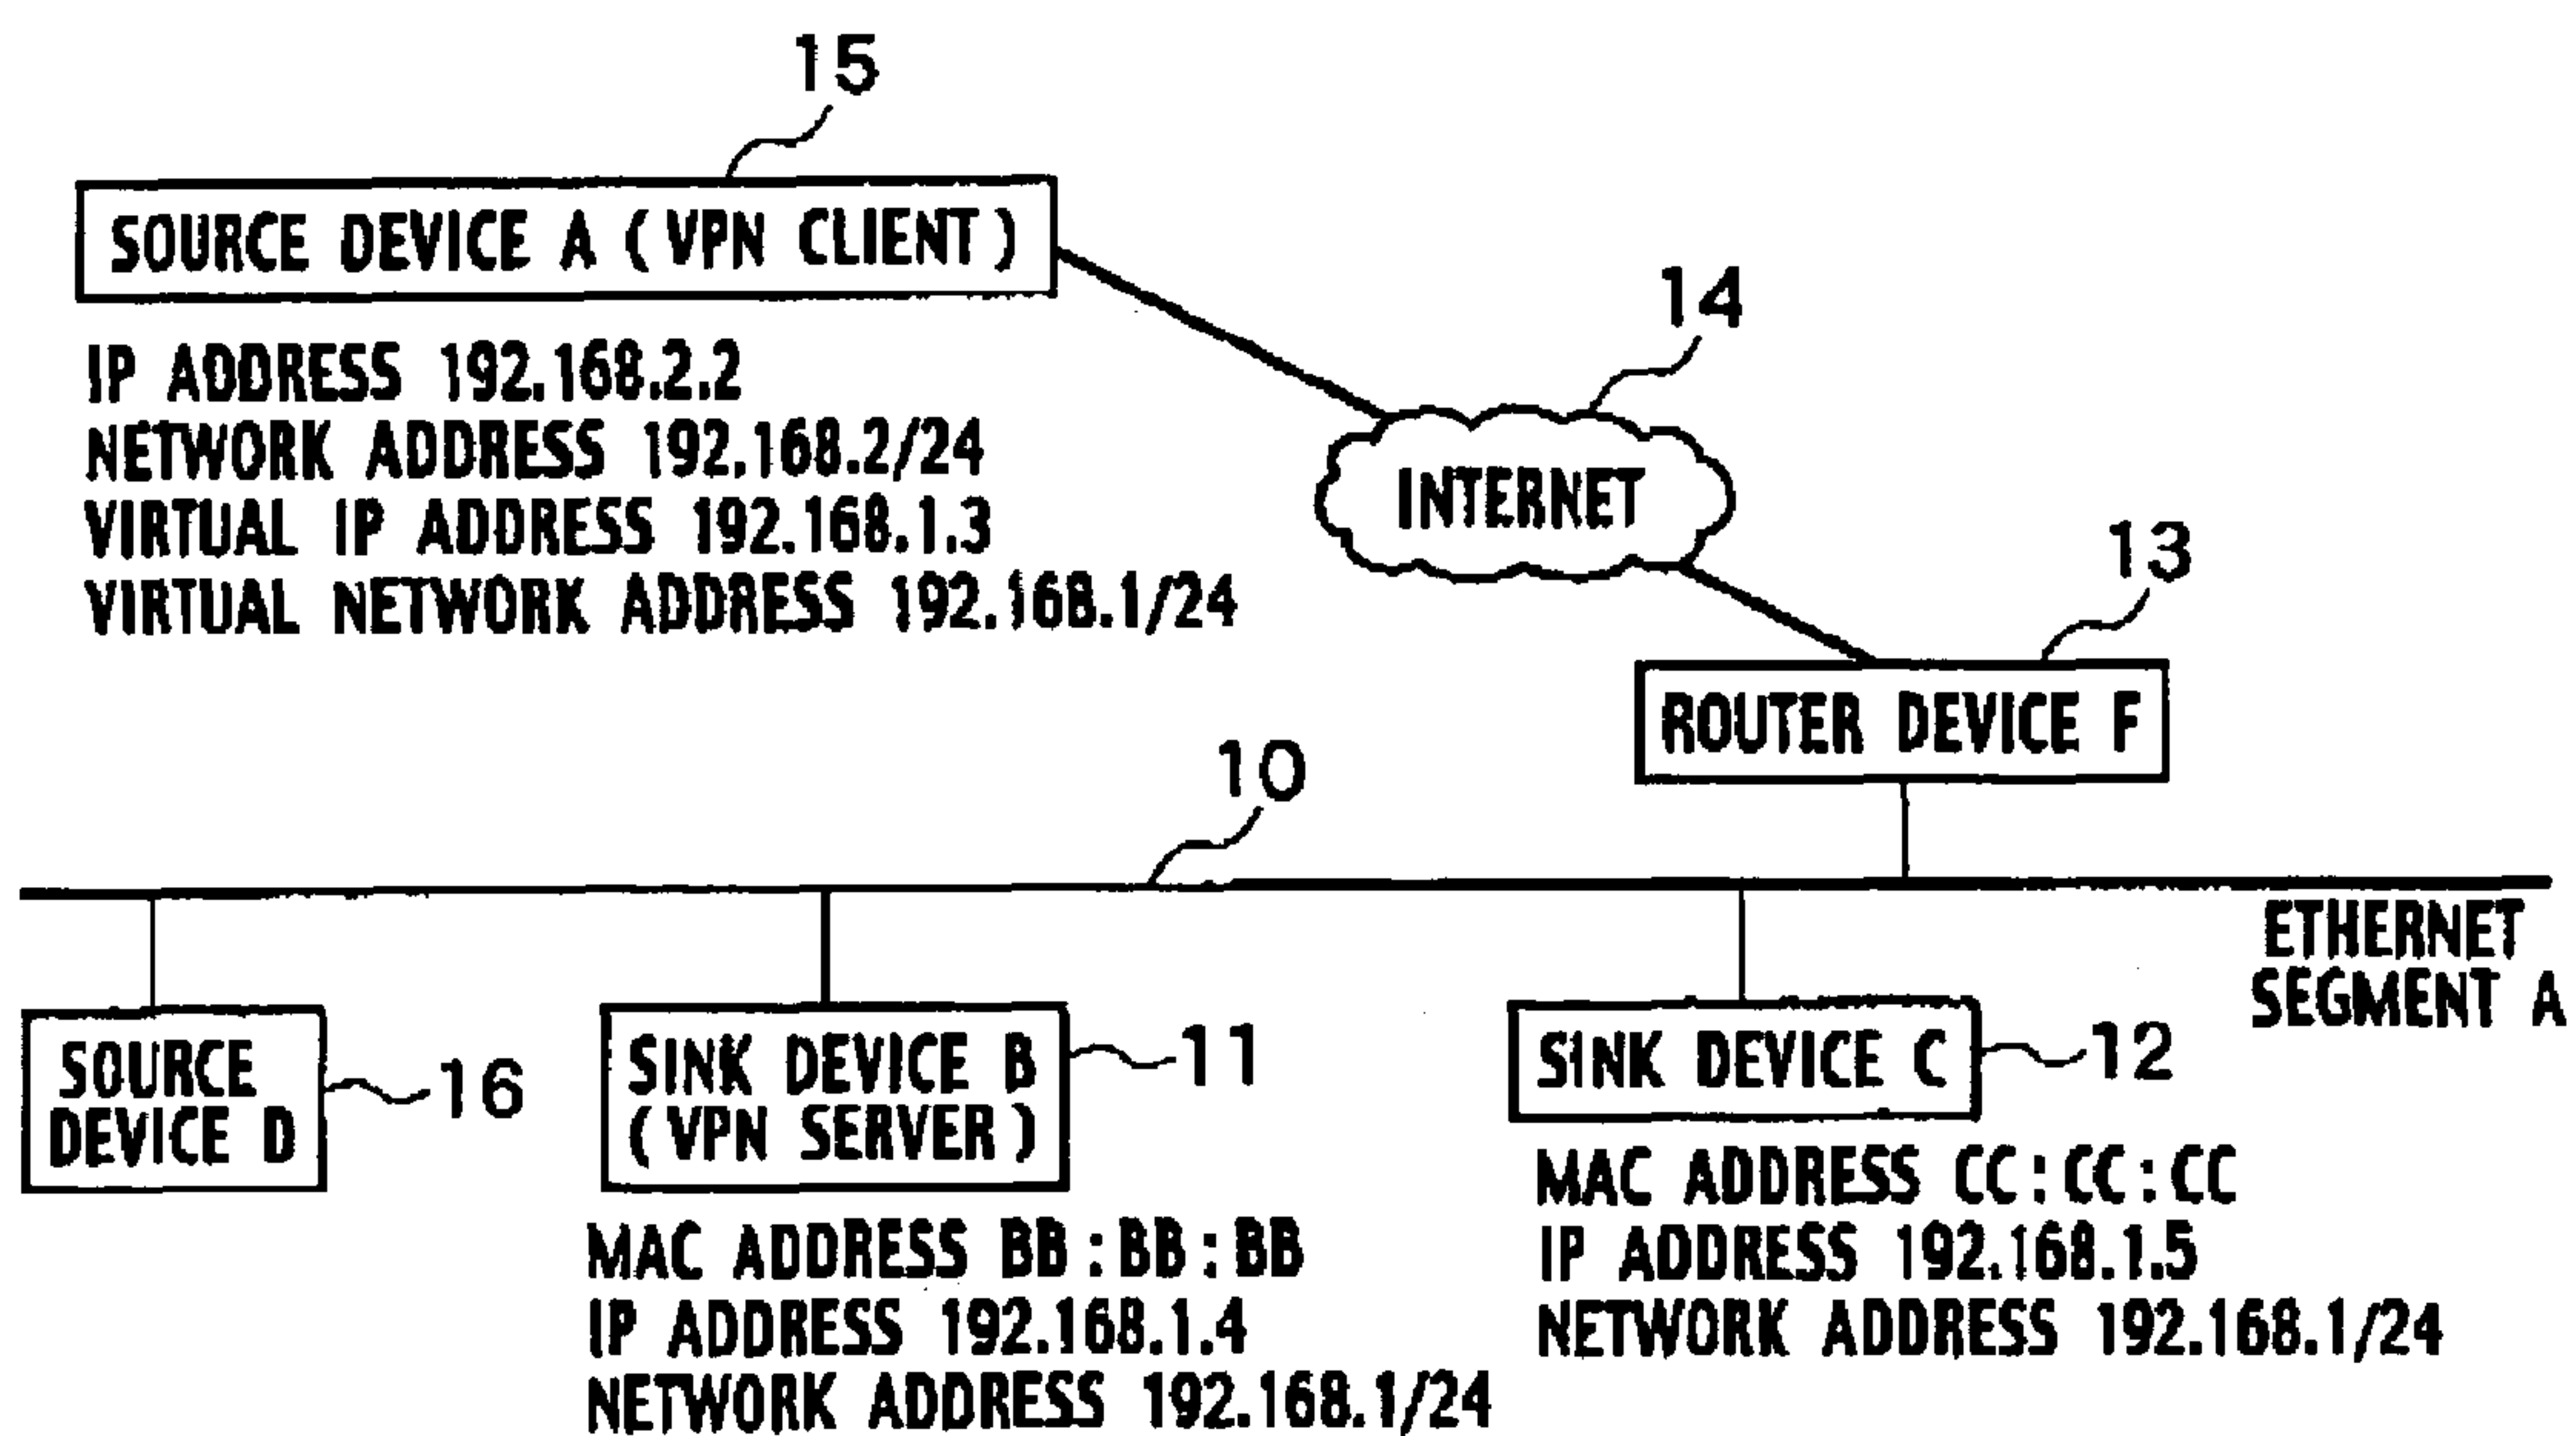 15
SOURCE DEVICE A ( VPN CLIENT )
IP ADDRESS 192.168.2.2
NETWORK ADDRESS 192.168.2/24
VIRTUAL IP ADDRESS 192.168.1.3
VIRTUAL NETWORK ADDRESS 192.168.1/24
14
INTERNET
13
ROUTER DEVICE F
10
ETHERNET
SEGMENT A
SOURCE
DEVICE D
16
SINK DEVICE B
( VPN SERVER )
11
MAC ADDRESS BB : BB : BB
IP ADDRESS 192.168.1.4
NETWORK ADDRESS 192.168.1/24
SINK DEVICE C
12
MAC ADDRESS CC : CC : CC
IP ADDRESS 192.168.1.5
NETWORK ADDRESS 192.168.1/24